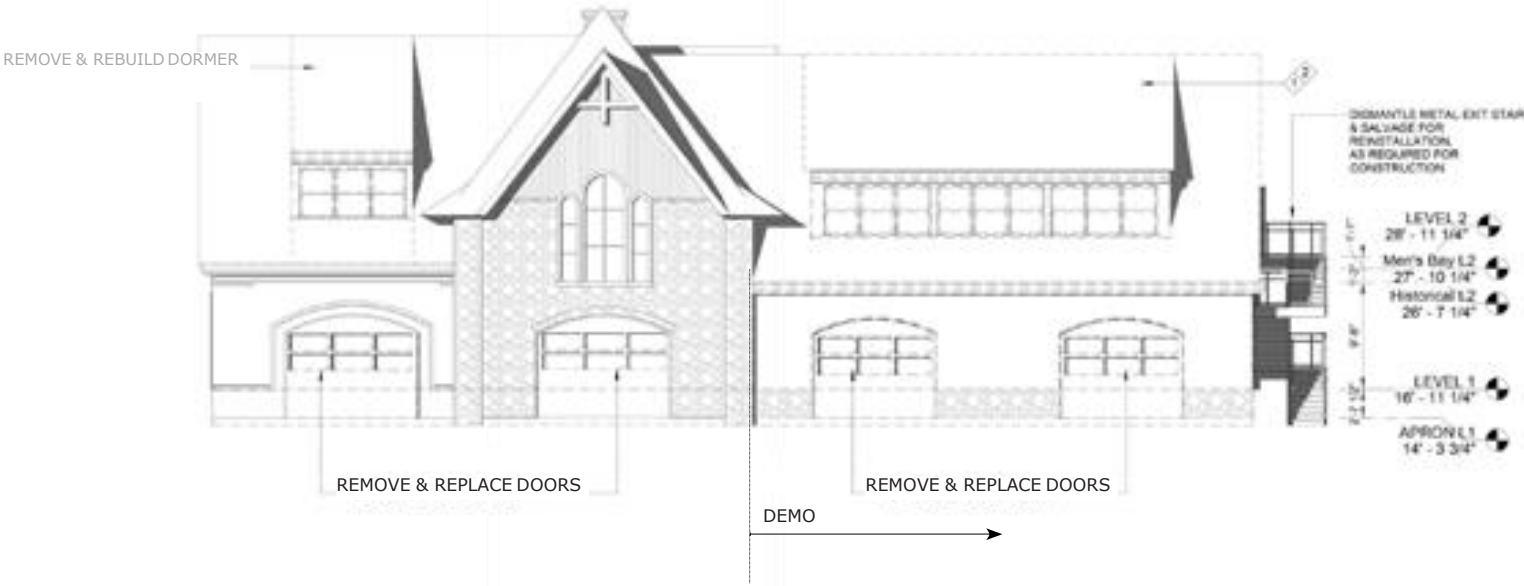 REMOVE & REBUILD DORMER
1 2
DISMANTLE METAL EXIT STAIR
& SALVAGE FOR
REINSTALLATION,
AS REQUIRED FOR
CONSTRUCTION
LEVEL 2
28' - 11 1/4"
Men's Bay L2
27' - 10 1/4"
Historical L2
26' - 7 1/4"
LEVEL 1
16' - 11 1/4"
APRON L1
14' - 3 3/4"
REMOVE & REPLACE DOORS
REMOVE & REPLACE DOORS
DEMO